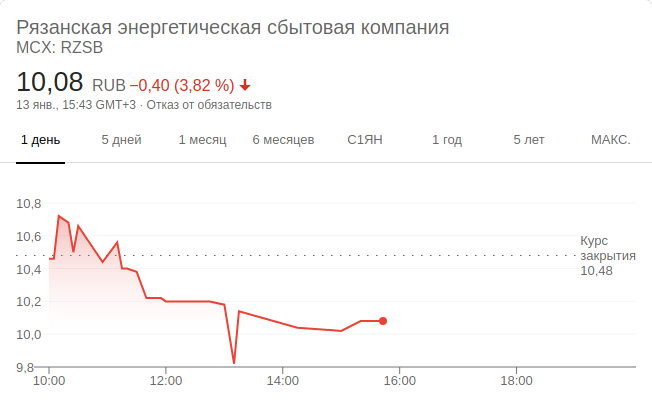 Рязанская энергетическая сбытовая компания
MCX: RZSB
10,08 RUB −0,40 (3,82 %)
13 янв., 15:43 GMT+3 · Отказ от обязательств
1 день 5 дней 1 месяц 6 месяцев С1ЯН 1 год 5 лет МАКС.
10,8
10,6
Курс
закрытия
10,48
10,4
10,2
10,0
9,8
10:00 12:00 14:00 16:00 18:00